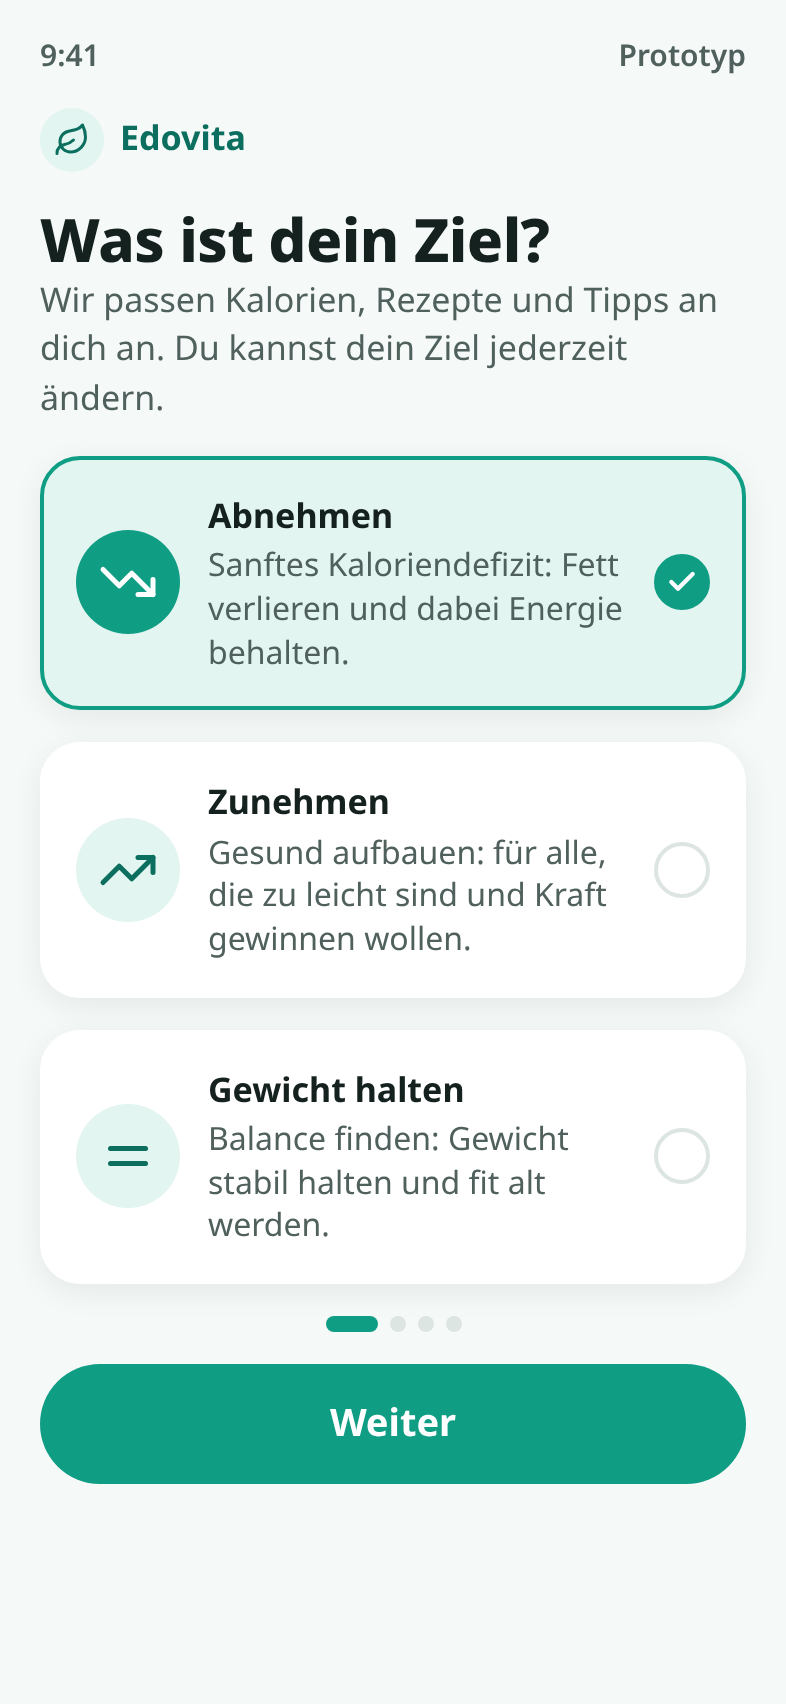 9:41
Prototyp
Edovita
Was ist dein Ziel?
Wir passen Kalorien, Rezepte und Tipps an
dich an. Du kannst dein Ziel jederzeit
ändern.
Abnehmen
Sanftes Kaloriendefizit: Fett
verlieren und dabei Energie
behalten.
Zunehmen
Gesund aufbauen: für alle,
die zu leicht sind und Kraft
gewinnen wollen.
Gewicht halten
Balance finden: Gewicht
stabil halten und fit alt
werden.
Weiter